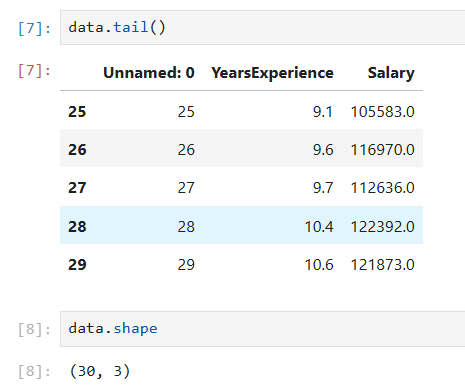 [7]: data.tail()
[7]: Unnamed: 0 YearsExperience Salary
25 25 9.1 105583.0
26 26 9.6 116970.0
27 27 9.7 112636.0
28 28 10.4 122392.0
29 29 10.6 121873.0
[8]: data.shape
[8]: (30, 3)